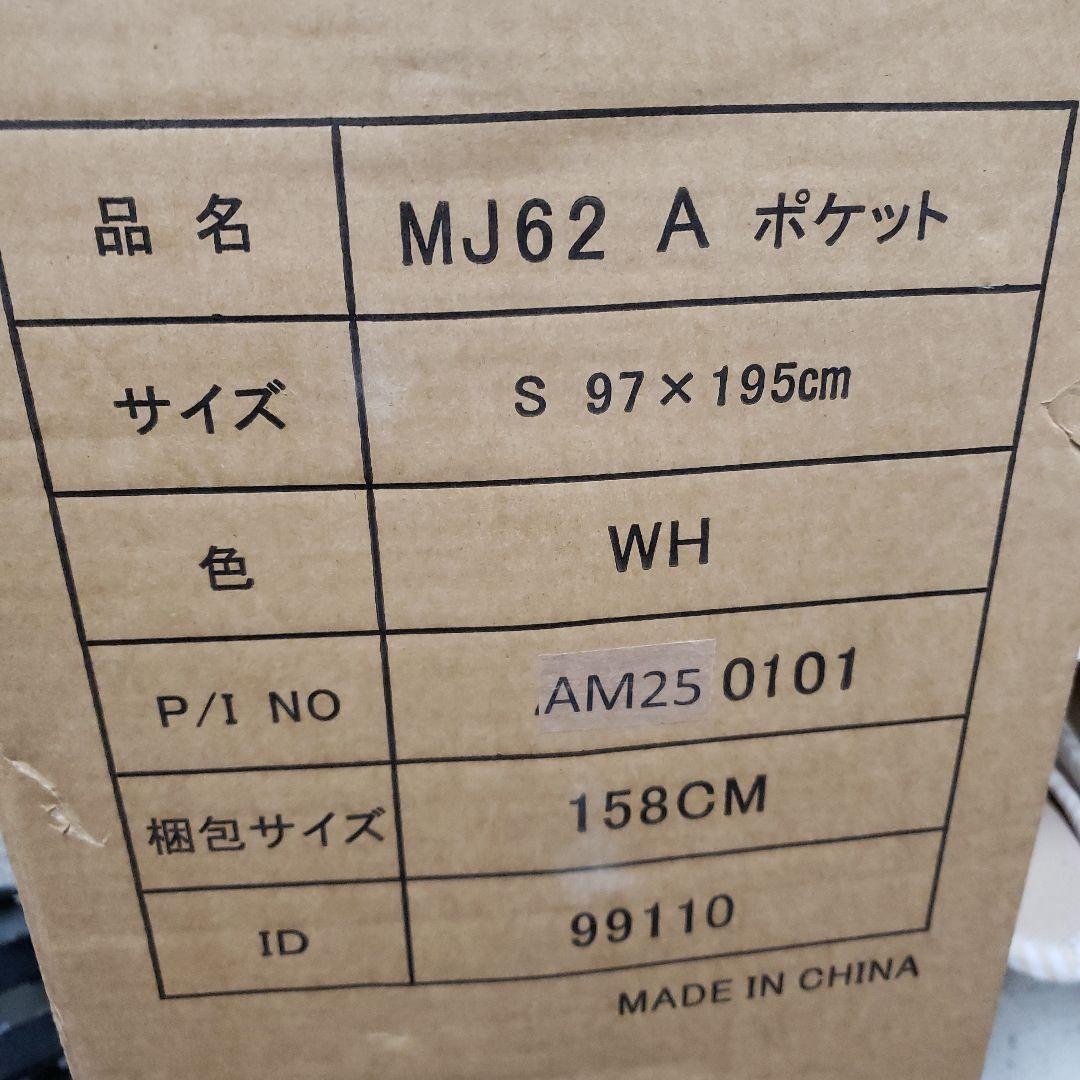 品名 MJ62 A ポケット
サイズ S 97×195cm
色 WH
P/I NO AM25 0101
梱包サイズ 158CM
ID 99110
MADE IN CHINA